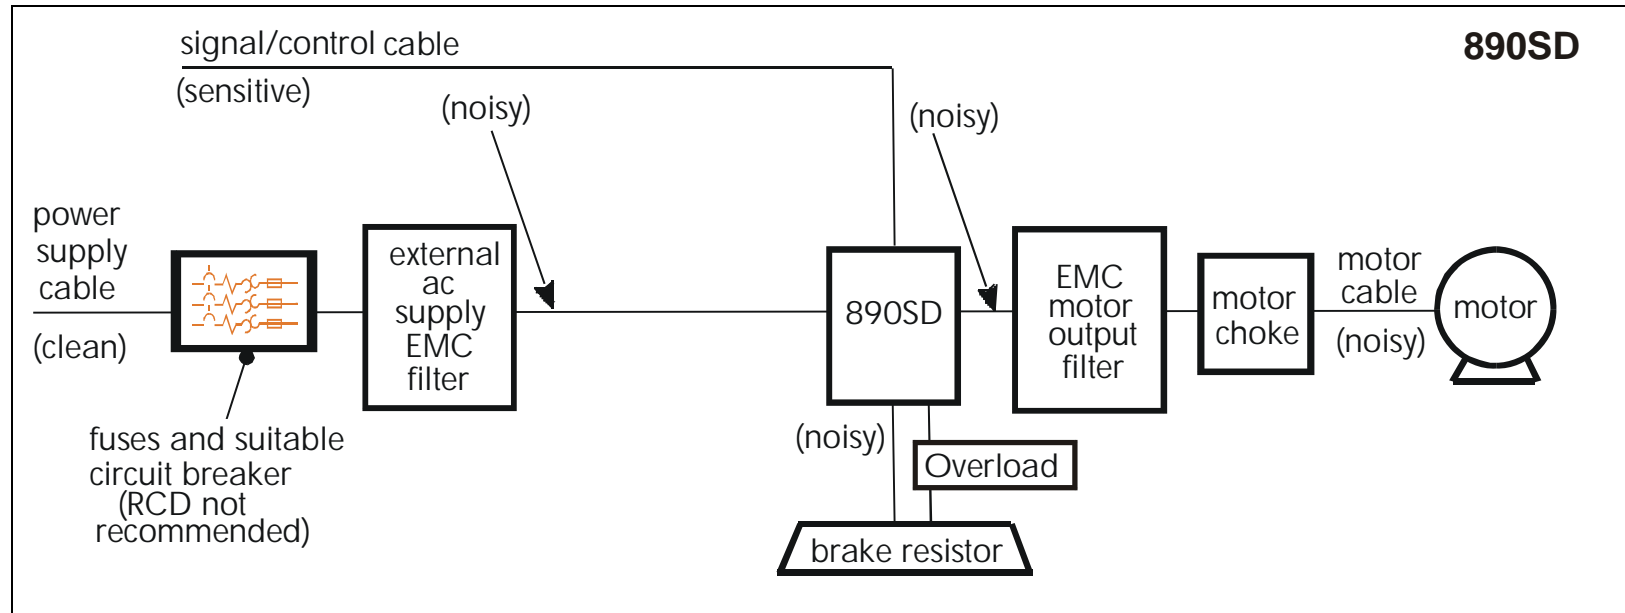 signal/control cable
890SD
(sensitive)
(noisy)
(noisy)
power
supply
cable
(clean)
external
ac
supply
EMC
filter
890SD
EMC
motor
output
filter
motor
choke
motor
cable
(noisy)
motor
fuses and suitable
circuit breaker
(RCD not
recommended)
(noisy)
Overload
brake resistor